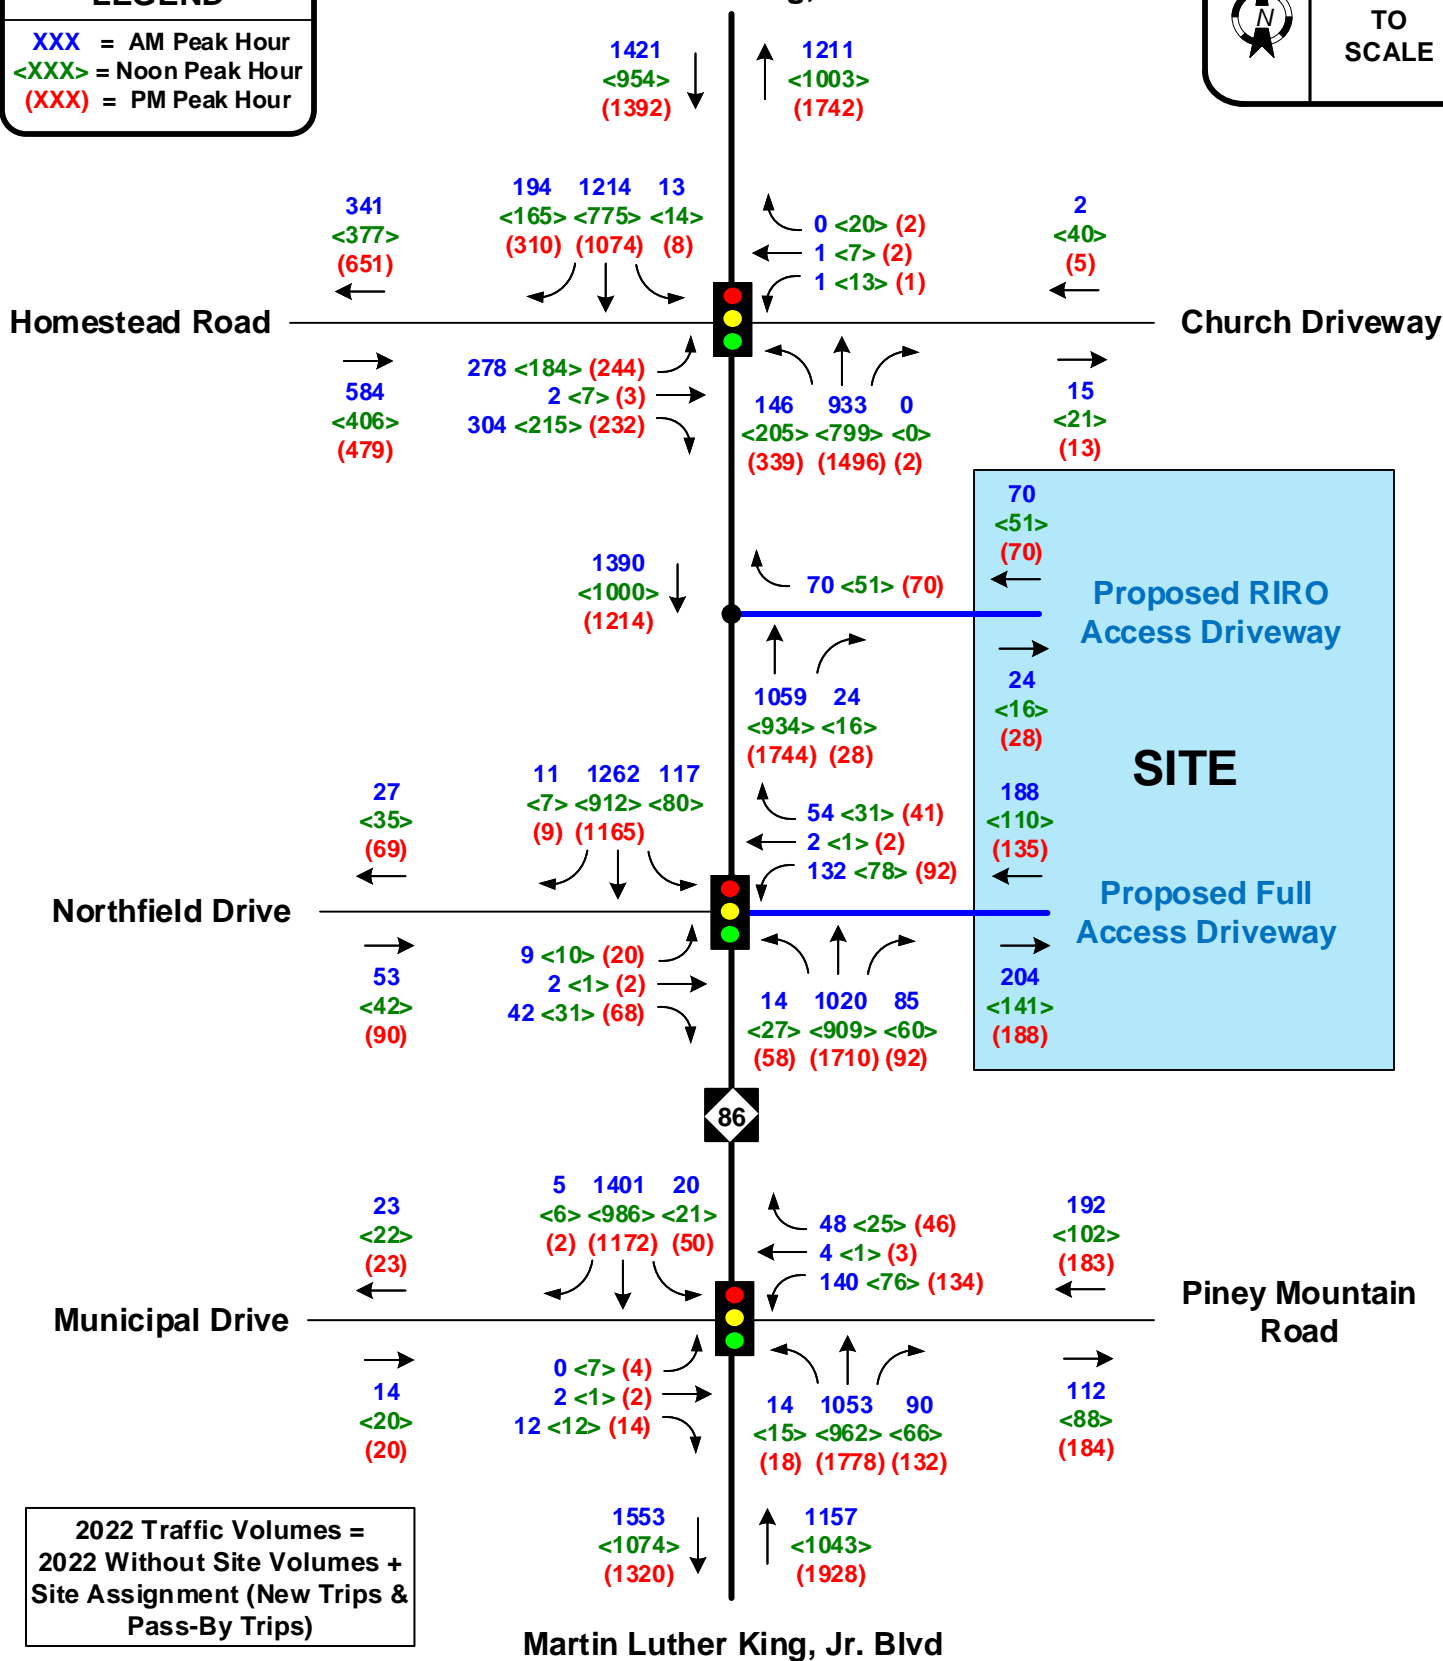 LEGEND
XXX = AM Peak Hour
<XXX> = Noon Peak Hour
(XXX) = PM Peak Hour
N
TO
SCALE
1421
<954>
(1392)
1211
<1003>
(1742)
194 1214 13
<165> <775> <14>
(310) (1074) (8)
341
<377>
(651)
0 <20> (2)
1 <7> (2)
1 <13> (1)
2
<40>
(5)
Homestead Road
Church Driveway
584
<406>
(479)
278 <184> (244)
2 <7> (3)
304 <215> (232)
146 933 0
<205> <799> <0>
(339) (1496) (2)
15
<21>
(13)
70
<51>
(70)
1390
<1000>
(1214)
70 <51> (70)
Proposed RIRO
Access Driveway
1059 24
<934> <16>
(1744) (28)
24
<16>
(28)
SITE
11 1262 117
<7> <912> <80>
(9) (1165)
27
<35>
(69)
54 <31> (41)
2 <1> (2)
132 <78> (92)
188
<110>
(135)
Northfield Drive
Proposed Full
Access Driveway
53
<42>
(90)
9 <10> (20)
2 <1> (2)
42 <31> (68)
14 1020 85
<27> <909> <60>
(58) (1710) (92)
204
<141>
(188)
86
5 1401 20
<6> <986> <21>
(2) (1172) (50)
23
<22>
(23)
48 <25> (46)
4 <1> (3)
140 <76> (134)
192
<102>
(183)
Municipal Drive
Piney Mountain
Road
14
<20>
(20)
0 <7> (4)
2 <1> (2)
12 <12> (14)
14 1053 90
<15> <962> <66>
(18) (1778) (132)
112
<88>
(184)
1553
<1074>
(1320)
1157
<1043>
(1928)
2022 Traffic Volumes =
2022 Without Site Volumes +
Site Assignment (New Trips &
Pass-By Trips)
Martin Luther King, Jr. Blvd